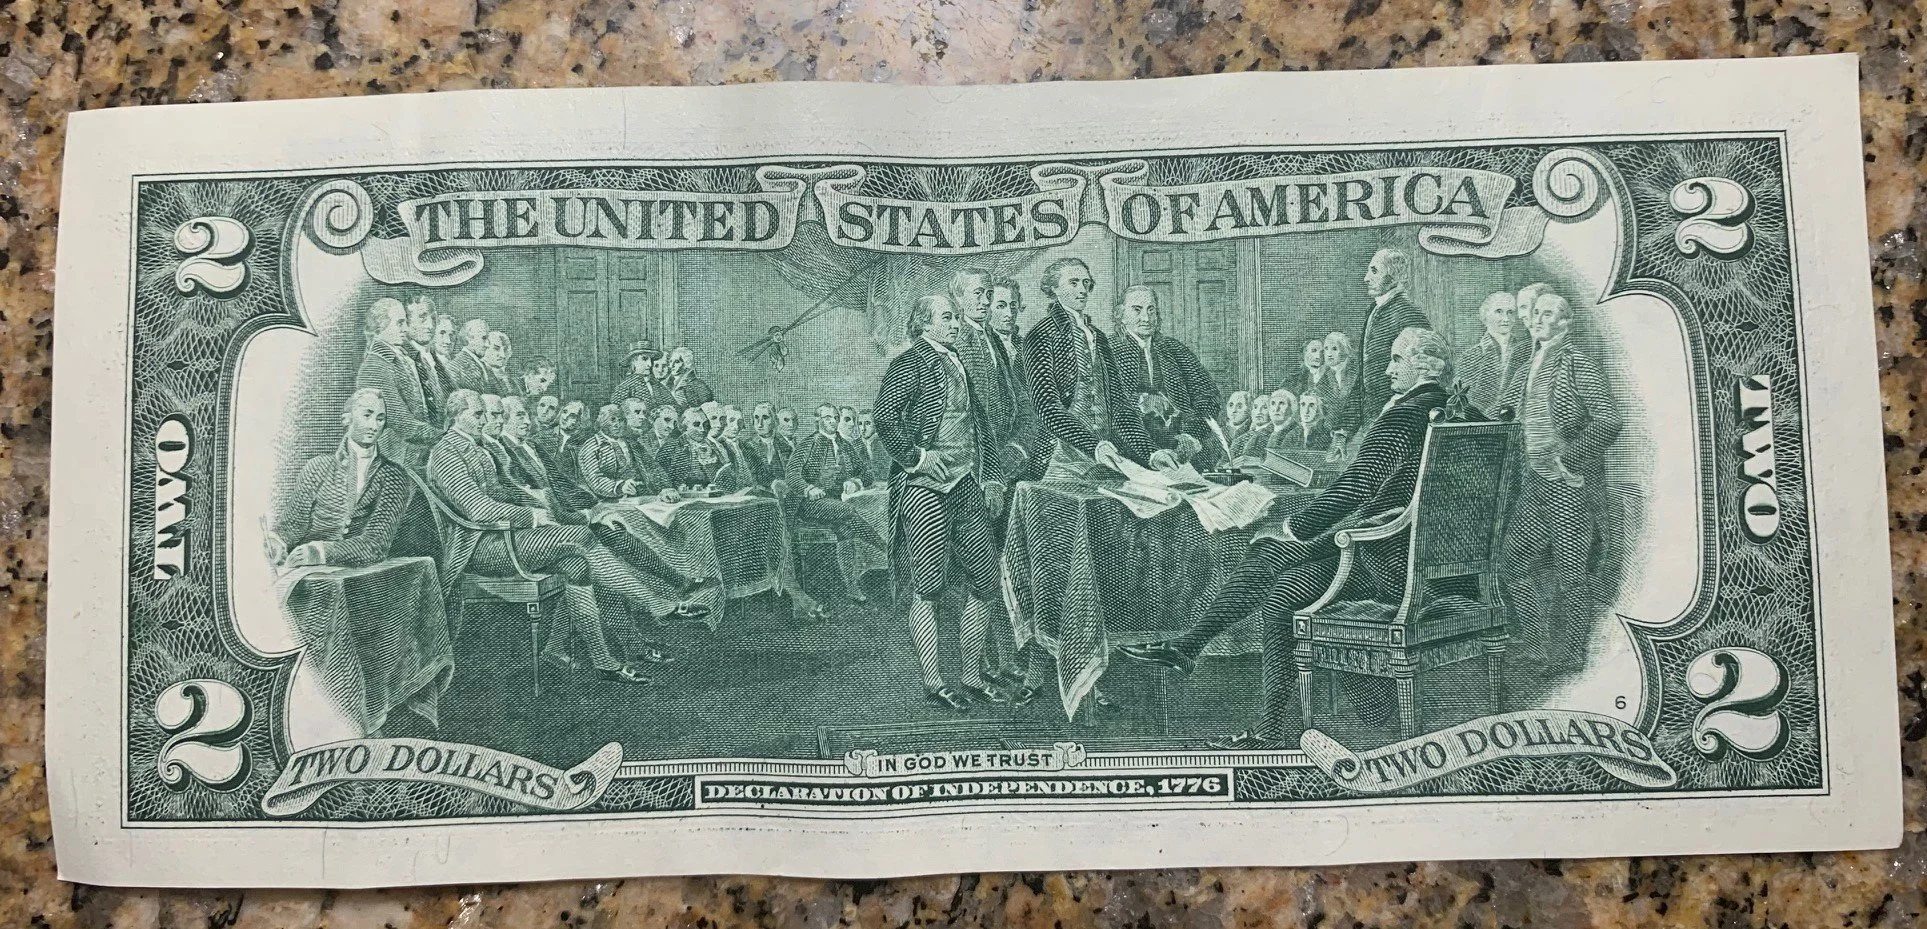 THE UNITED STATES OF AMERICA
2
2
TWO
TWO
2
2
6
TWO DOLLARS
IN GOD WE TRUST
TWO DOLLARS
DECLARATION OF INDEPENDENCE, 1776